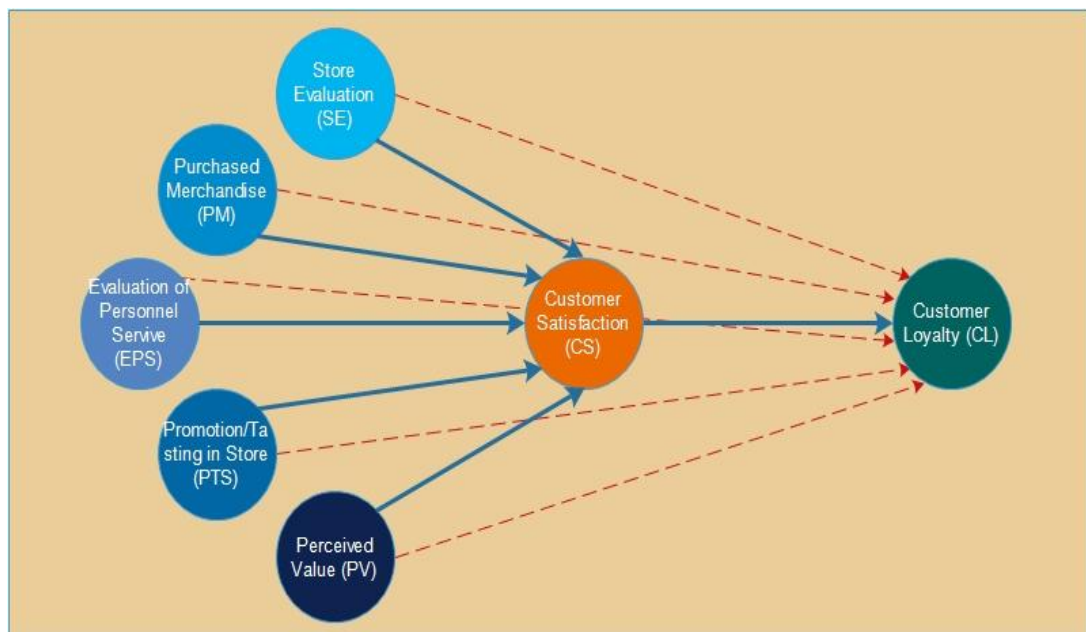 Store
Evaluation
(SE)
Purchased
Merchandise
(PM)
Evaluation of
Personnel
Servive
(EPS)
Customer
Satisfaction
(CS)
Customer
Loyalty (CL)
Promotion/Ta
sting in Store
(PTS)
Perceived
Value (PV)